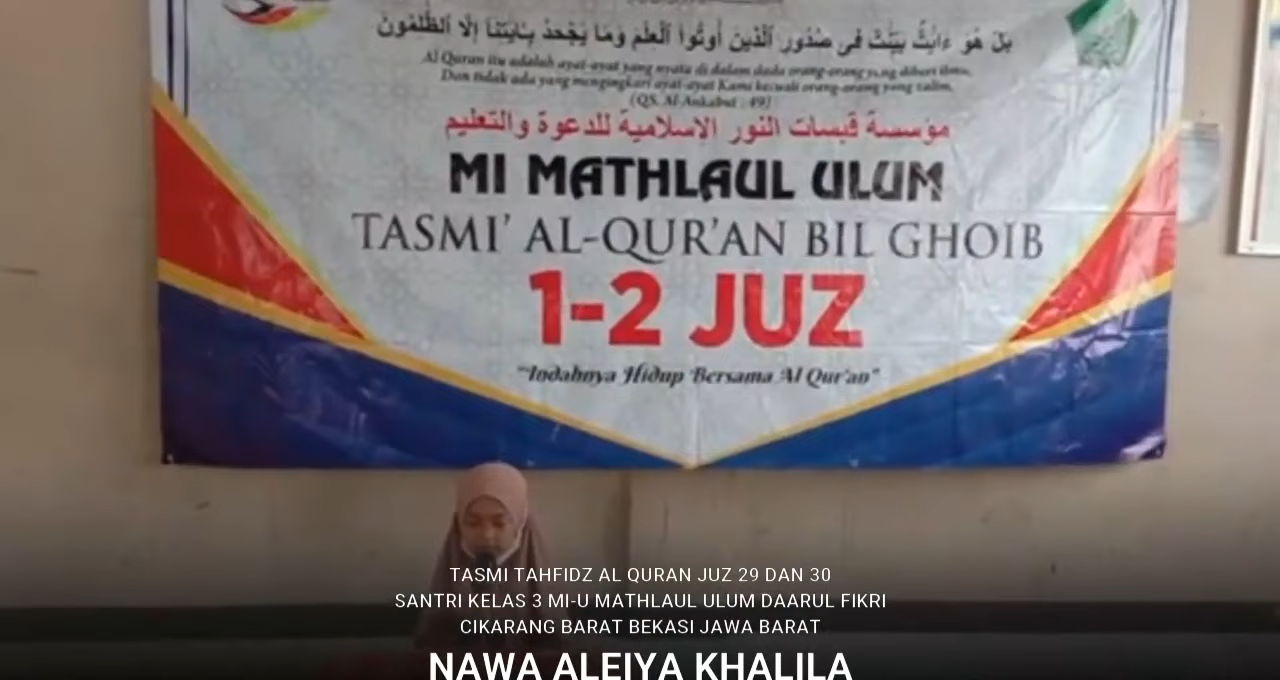 بَلْ هُوَ ءَايَٰتٌۢ بَيِّنَٰتٌ فِى صُدُورِ ٱلَّذِينَ أُوتُوا۟ ٱلْعِلْمَ وَمَا يَجْحَدُ بِـَٔايَٰتِنَآ إِلَّا ٱلظَّٰلِمُونَ
Al Quran itu adalah ayat-ayat yang nyata di dalam dada orang-orang yang diberi ilmu,
Dan tidak ada yang mengingkari ayat-ayat Kami kecuali orang-orang yang zalim.
(QS. Al-Ankabut : 49)
مؤسسة قبسات النور الإسلامية للدعوة والتعليم
MI MATHLAUL ULUM
TASMI' AL-QUR'AN BIL GHOIB
1-2 JUZ
"Indahnya Hidup Bersama Al Qur'an"
TASMI TAHFIDZ AL QURAN JUZ 29 DAN 30
SANTRI KELAS 3 MI-U MATHLAUL ULUM DAARUL FIKRI
CIKARANG BARAT BEKASI JAWA BARAT
NAWA ALEIYA KHALILA